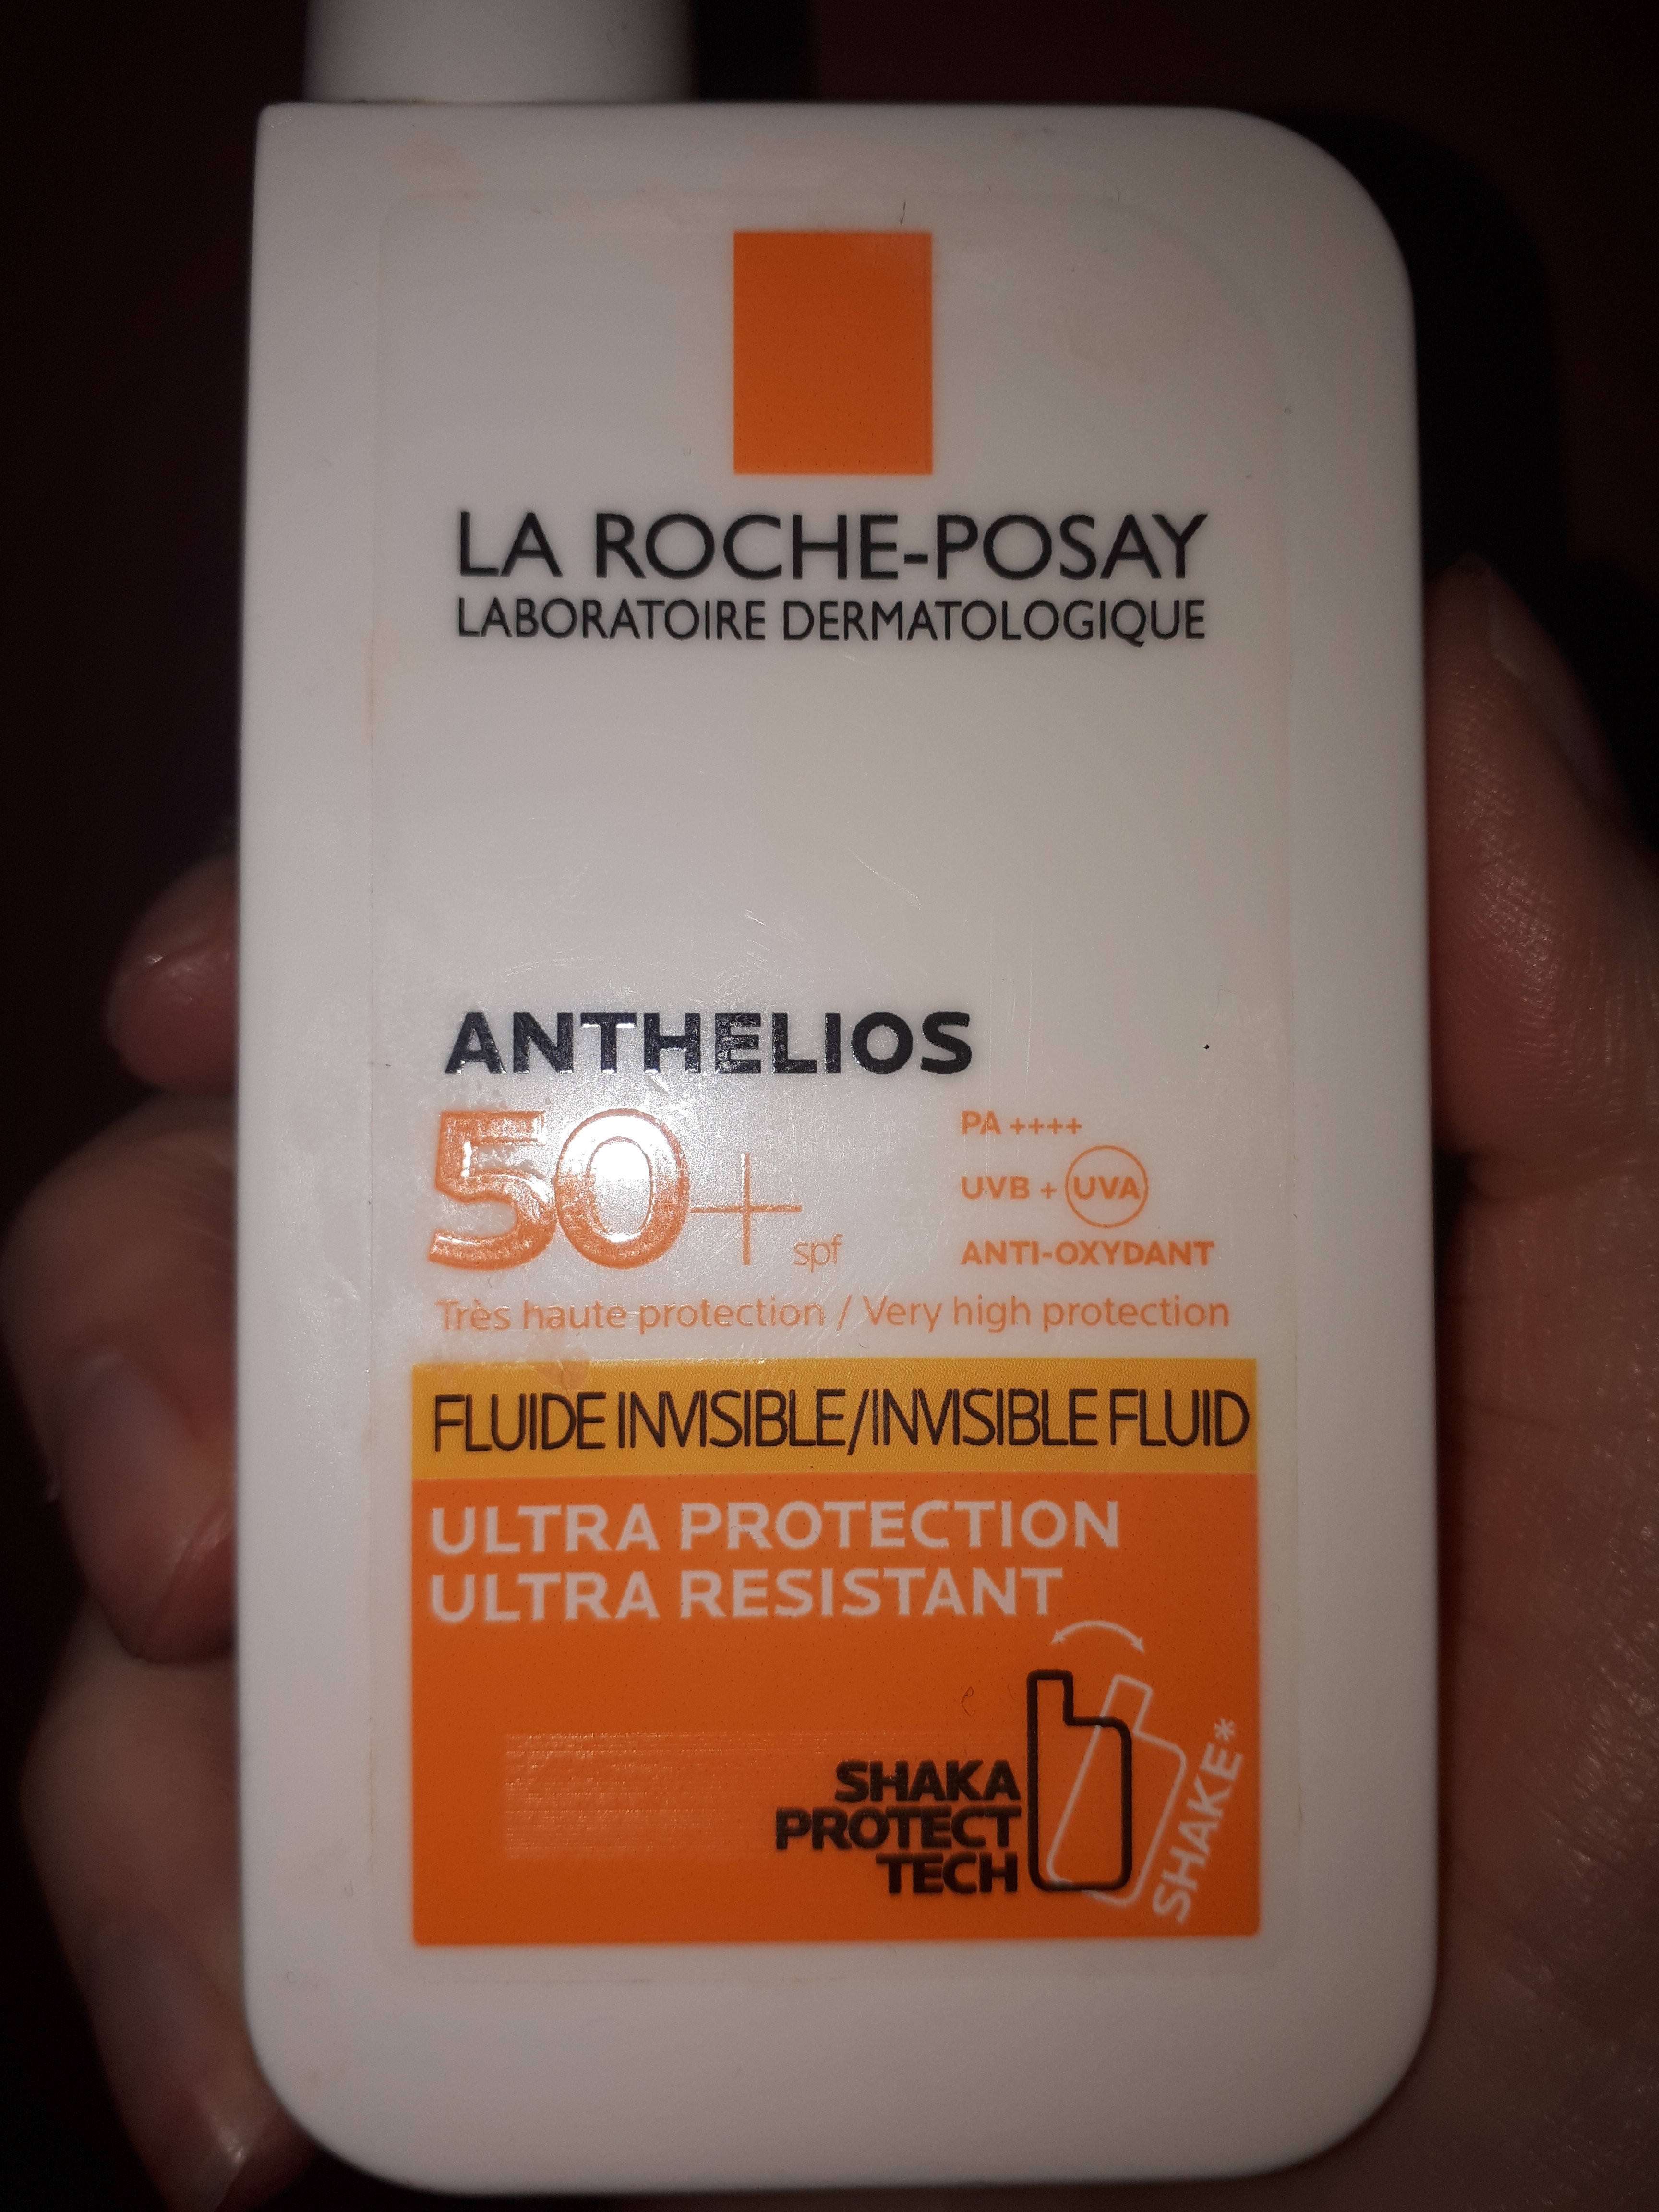 LA ROCHE-POSAY
LABORATOIRE DERMATOLOGIQUE
ANTHELIOS
50+ spf
PA ++++
UVB + UVA
ANTI-OXYDANT
Très haute protection / Very high protection
FLUIDE INVISIBLE/INVISIBLE FLUID
ULTRA PROTECTION
ULTRA RESISTANT
SHAKA
PROTECT
TECH
SHAKE*